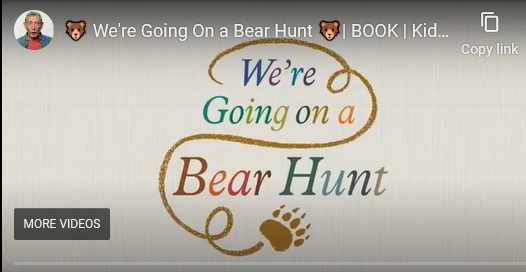 🐻 We're Going On a Bear Hunt 🐻| BOOK | Kid…
Copy link
We're
Going on a
Bear Hunt
MORE VIDEOS